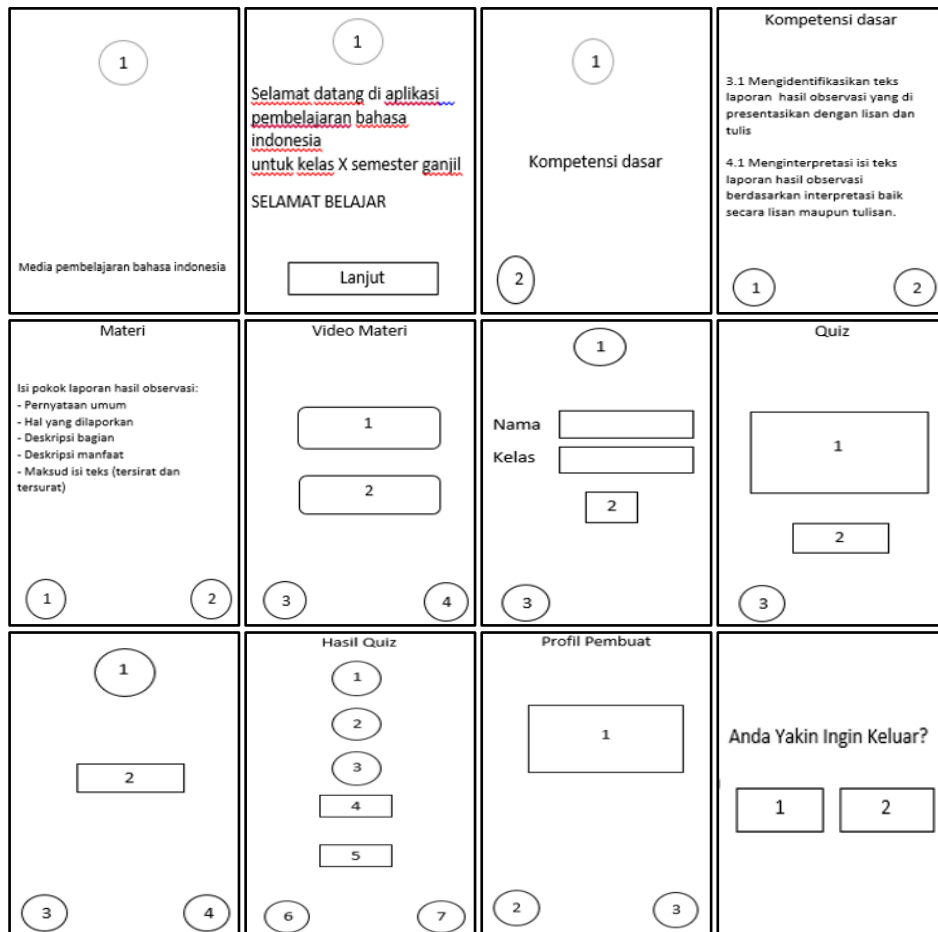 1
Media pembelajaran bahasa indonesia
1
Selamat datang di aplikasi
pembelajaran bahasa
indonesia
untuk kelas X semester ganjil
SELAMAT BELAJAR
Lanjut
1
Kompetensi dasar
2
Kompetensi dasar
3.1 Mengidentifikasikan teks
laporan hasil observasi yang di
presentasikan dengan lisan dan
tulis
4.1 Menginterpretasi isi teks
laporan hasil observasi
berdasarkan interpretasi baik
secara lisan maupun tulisan.
1
2
Materi
Isi pokok laporan hasil observasi:
- Pernyataan umum
- Hal yang dilaporkan
- Deskripsi bagian
- Deskripsi manfaat
- Maksud isi teks (tersirat dan
tersurat)
1
2
Video Materi
1
2
3
4
1
Nama
Kelas
2
3
Quiz
1
2
3
1
2
3
4
Hasil Quiz
1
2
3
4
5
6
7
Profil Pembuat
1
2
3
Anda Yakin Ingin Keluar?
1
2